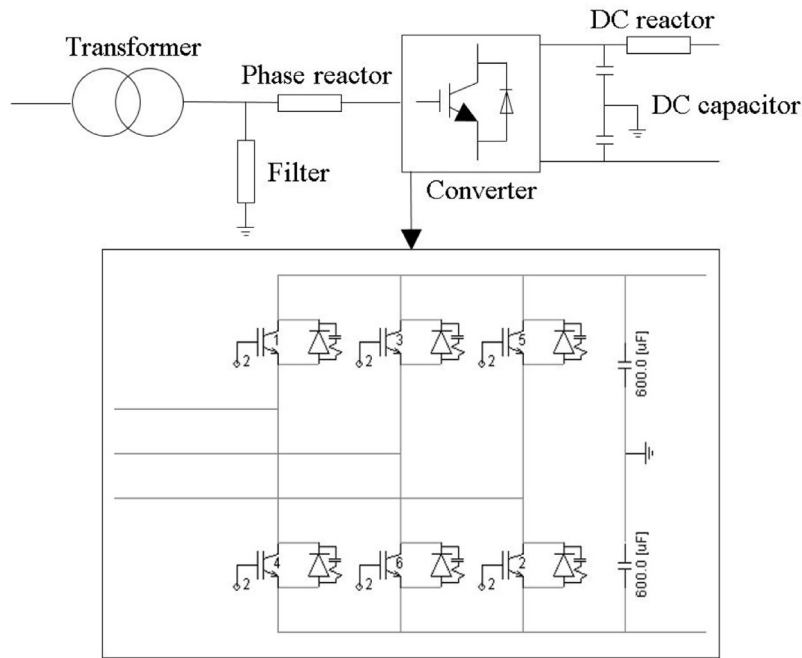 DC reactor
Transformer
Phase reactor
DC capacitor
Filter
Converter
1
3
5
2
2
2
600.0 [uF]
4
6
2
2
2
2
600.0 [uF]